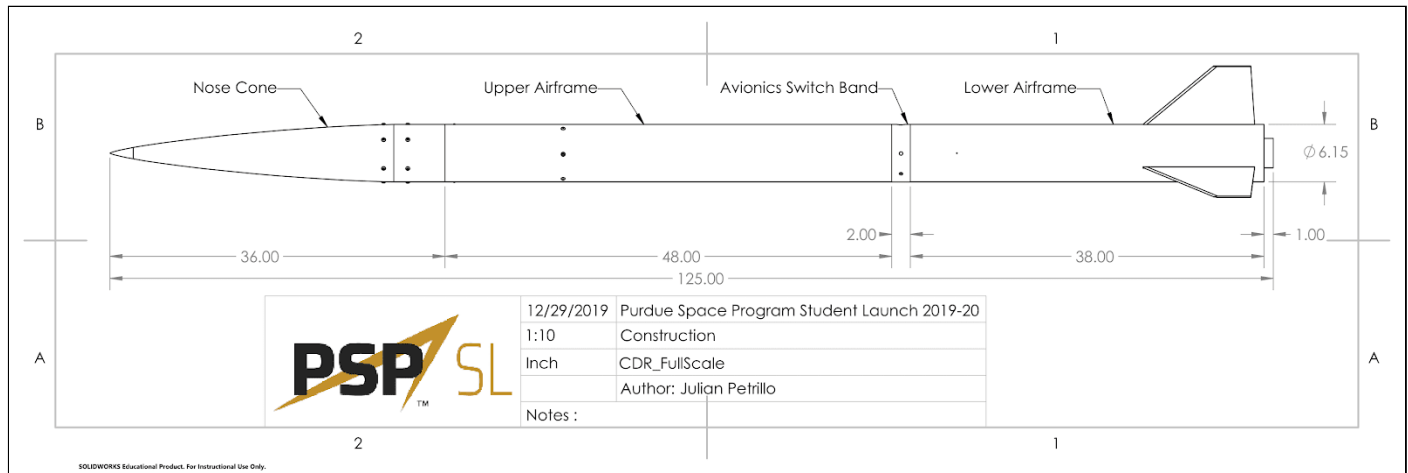 2 1
Nose Cone Upper Airframe Avionics Switch Band Lower Airframe
B B
Ø 6.15
2.00 1.00
36.00 48.00 38.00
125.00
12/29/2019 Purdue Space Program Student Launch 2019-20
1:10 Construction
Inch CDR_FullScale
Author: Julian Petrillo
Notes :
PSP SL
TM
A A
2 1
SOLIDWORKS Educational Product. For Instructional Use Only.